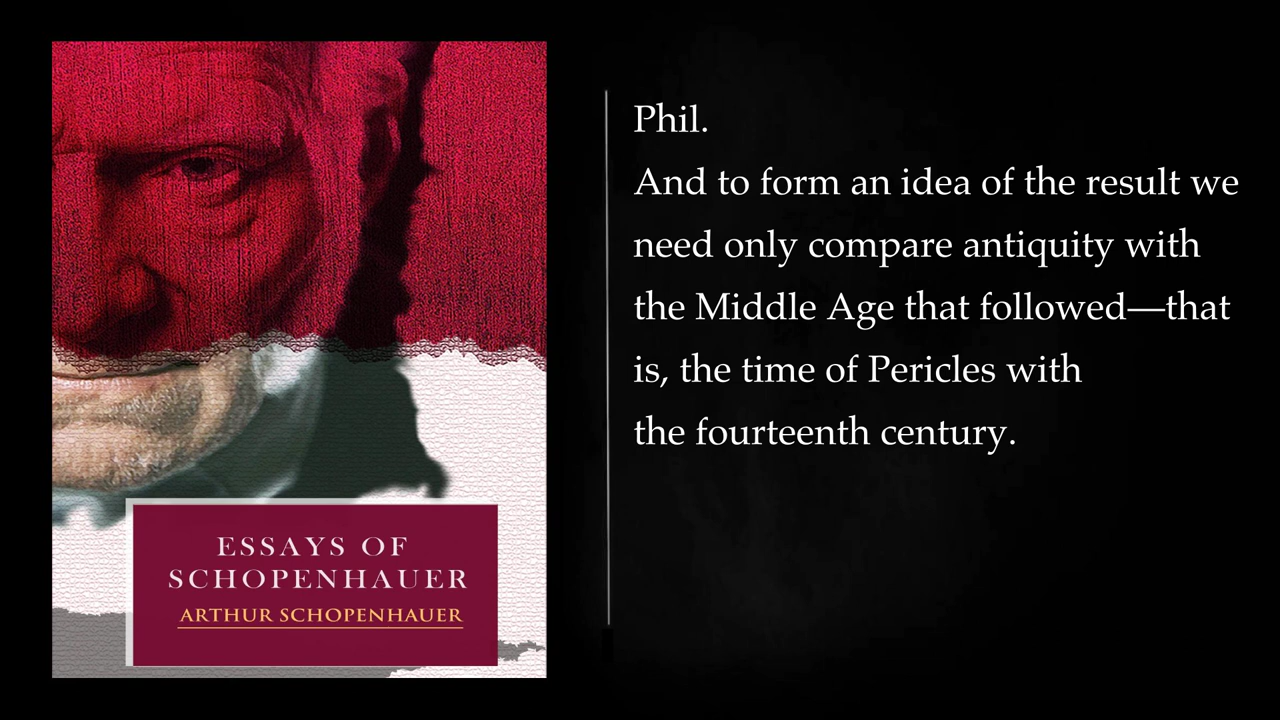 ESSAYS OF
SCHOPENHAUER
ARTHUR SCHOPENHAUER
Phil.
And to form an idea of the result we
need only compare antiquity with
the Middle Age that followed—that
is, the time of Pericles with
the fourteenth century.